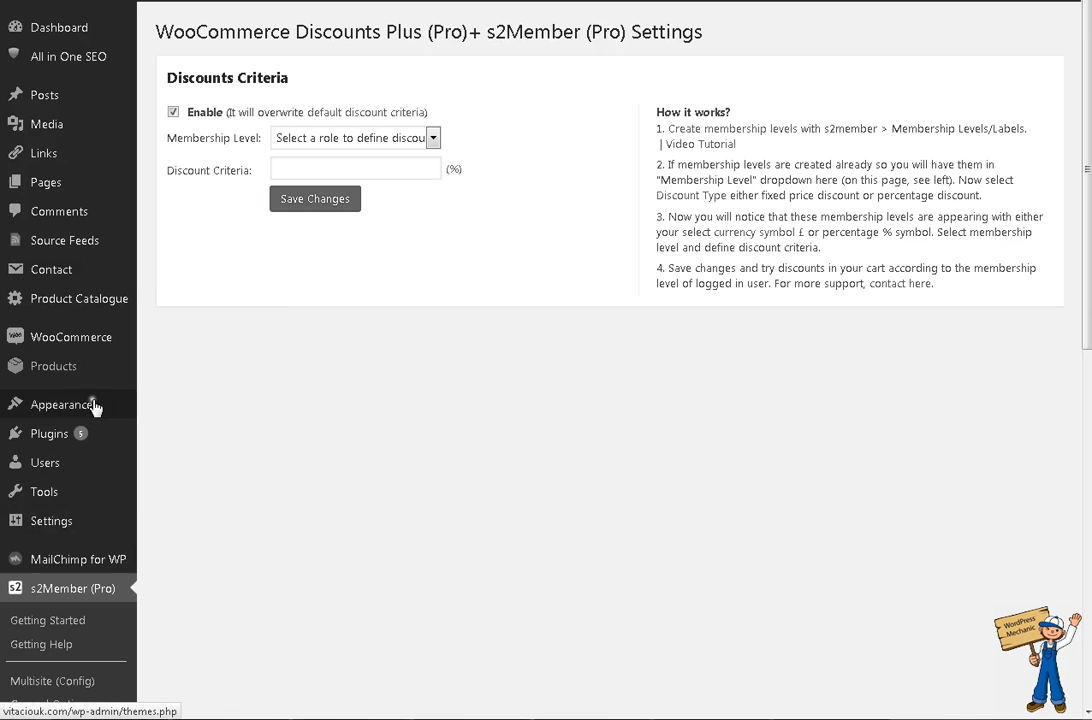 Dashboard
All in One SEO
Posts
Media
Links
Pages
Comments
Source Feeds
Contact
Product Catalogue
WooCommerce
Products
Appearance
Plugins 5
Users
Tools
Settings
MailChimp for WP
s2 s2Member (Pro)
Getting Started
Getting Help
Multisite (Config)
vitaciouk.com/wp-admin/themes.php
WooCommerce Discounts Plus (Pro)+ s2Member (Pro) Settings
Discounts Criteria
Enable (It will overwrite default discount criteria)
Membership Level: Select a role to define discou
Discount Criteria: (%)
Save Changes
How it works?
1. Create membership levels with s2member > Membership Levels/Labels.
| Video Tutorial
2. If membership levels are created already so you will have them in
"Membership Level" dropdown here (on this page, see left). Now select
Discount Type either fixed price discount or percentage discount.
3. Now you will notice that these membership levels are appearing with either
your select currency symbol £ or percentage % symbol. Select membership
level and define discount criteria.
4. Save changes and try discounts in your cart according to the membership
level of logged in user. For more support, contact here.
WordPress
Mechanic